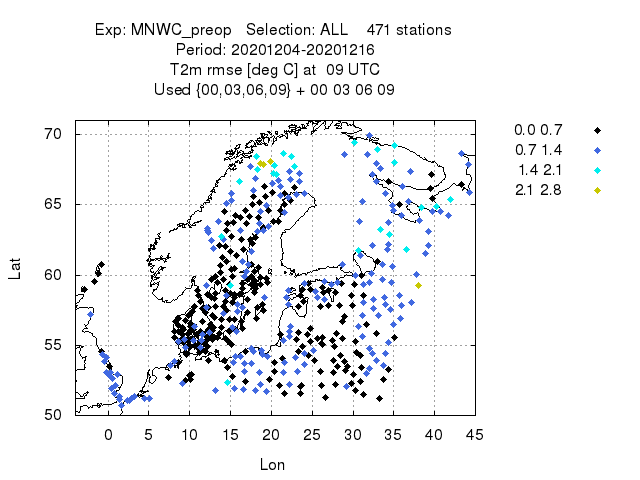 Exp: MNWC_preop Selection: ALL 471 stations
Period: 20201204-20201216
T2m rmse [deg C] at 09 UTC
Used {00,03,06,09} + 00 03 06 09
0.0 0.7
0.7 1.4
1.4 2.1
2.1 2.8
70
65
60
55
50
Lat
0 5 10 15 20 25 30 35 40 45
Lon